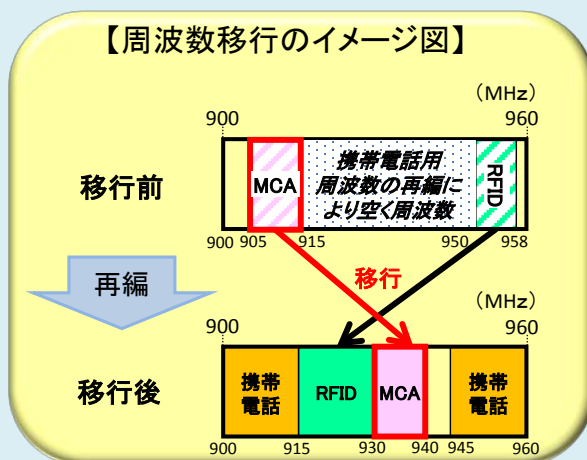 【周波数移行のイメージ図】
（MHz）
900 960
移行前
MCA
携帯電話用
周波数の再編に
より空く周波数
RFID
900 905 915 950 958
再編
移行
（MHz）
900 960
移行後
携帯
電話
RFID
MCA
携帯
電話
900 915 930 940 945 960